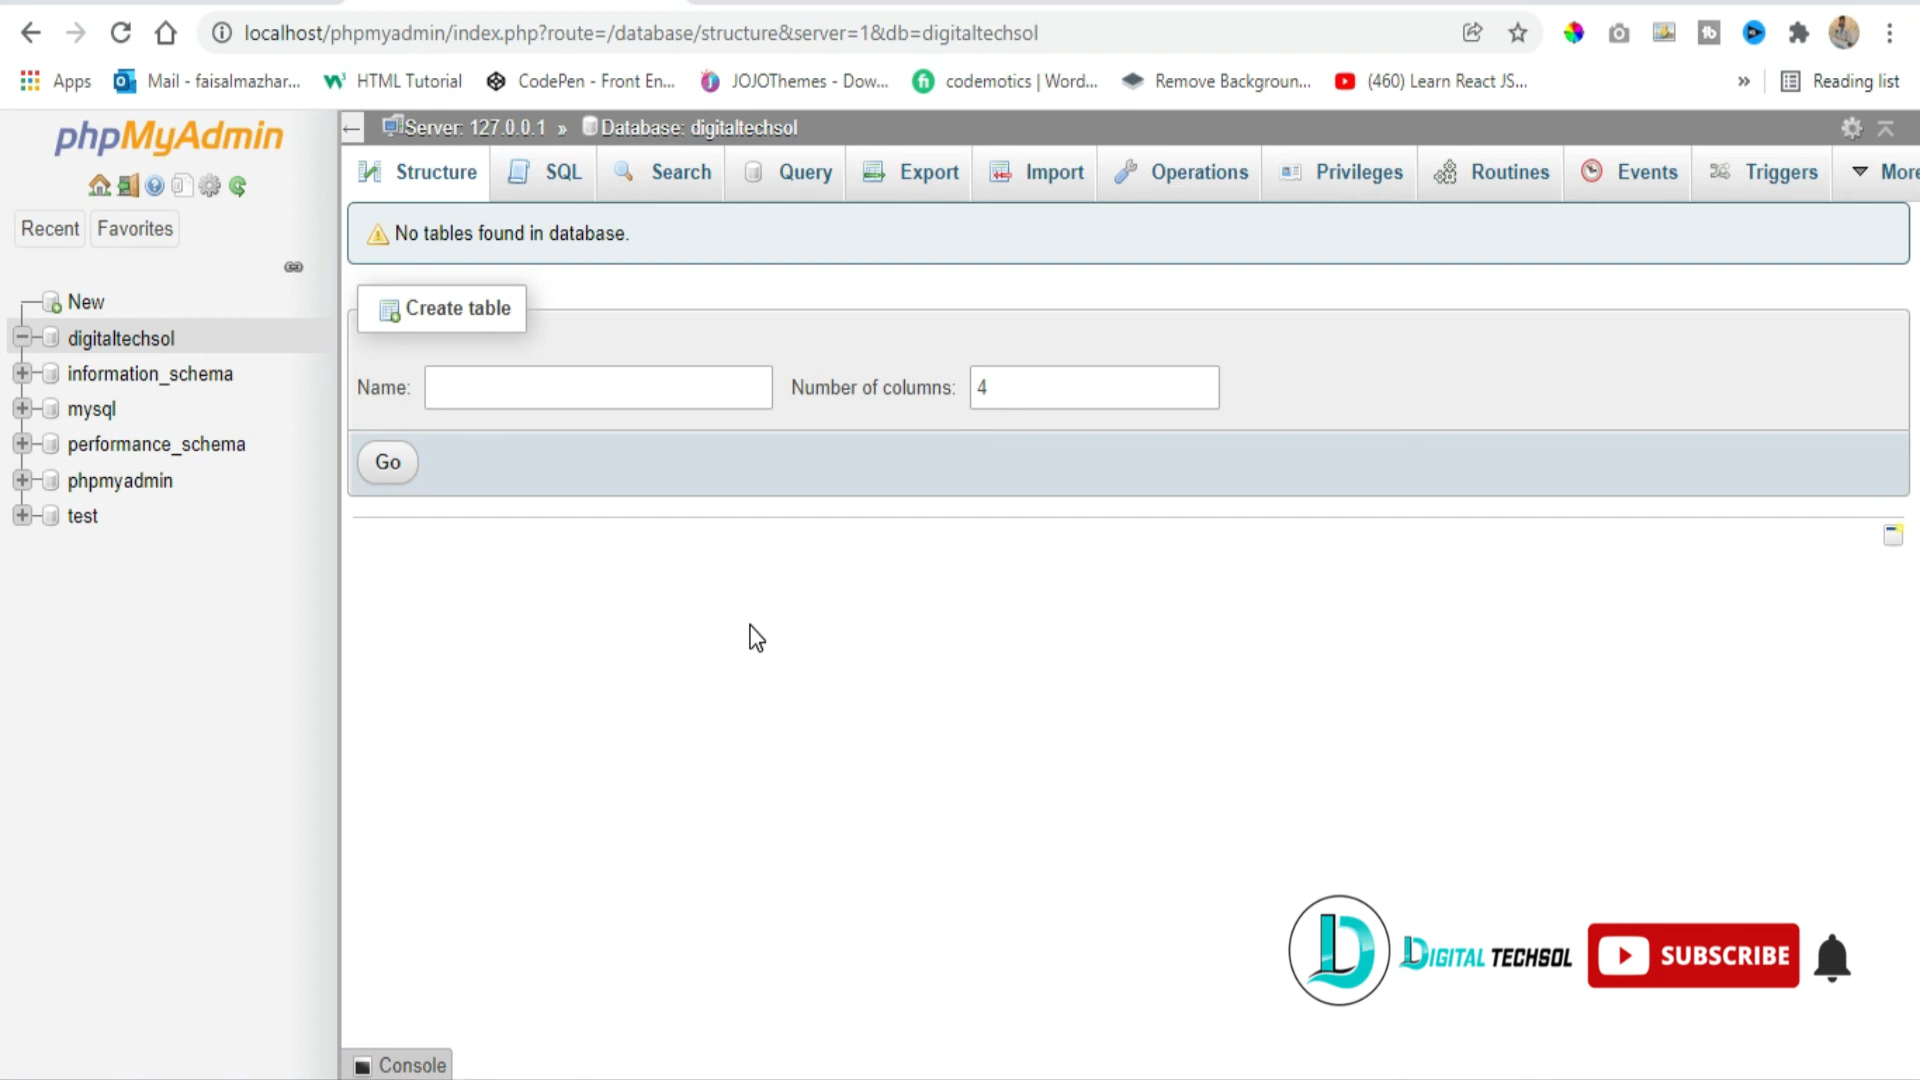 localhost/phpmyadmin/index.php?route=/database/structure&server=1&db=digitaltechsol
Apps
Mail - faisalmazhar...
HTML Tutorial
CodePen - Front En...
JOJOThemes - Dow...
codemotics | Word...
Remove Backgroun...
(460) Learn React JS...
»
Reading list
phpMyAdmin
Recent
Favorites
New
digitaltechsol
information_schema
mysql
performance_schema
phpmyadmin
test
Server: 127.0.0.1 » Database: digitaltechsol
Structure
SQL
Search
Query
Export
Import
Operations
Privileges
Routines
Events
Triggers
More
No tables found in database.
Create table
Name:
Number of columns: 4
Go
DIGITAL TECHSOL
SUBSCRIBE
Console